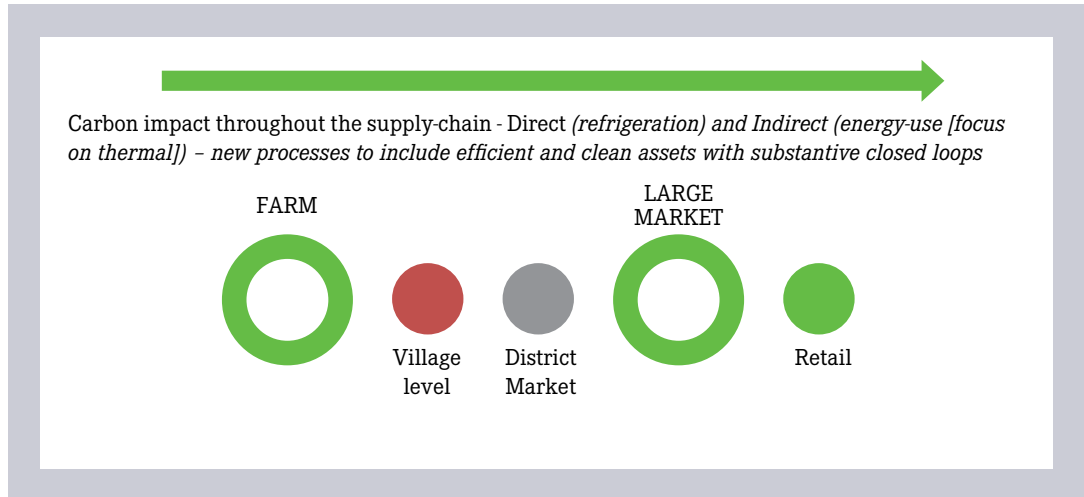 Carbon impact throughout the supply-chain - Direct (refrigeration) and Indirect (energy-use [focus
on thermal]) – new processes to include efficient and clean assets with substantive closed loops
FARM
LARGE
MARKET
Village
level
District
Market
Retail